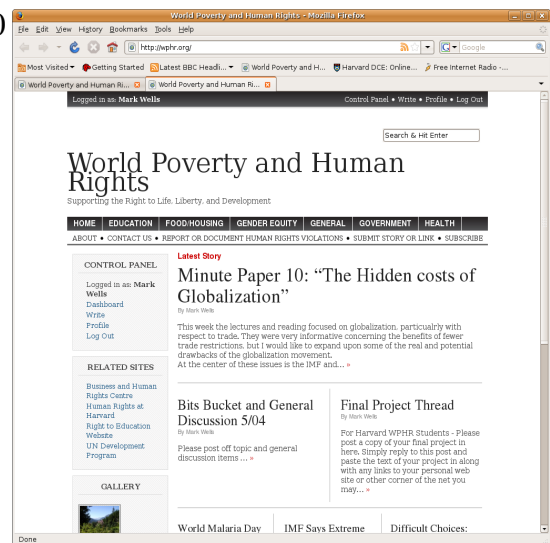 )
World Poverty and Human Rights - Mozilla Firefox
File Edit View History Bookmarks Tools Help
http://wphr.org/
Google
Most Visited Getting Started Latest BBC Headli... World Poverty and H... Harvard DCE: Online... Free Internet Radio -...
World Poverty and Human Ri... World Poverty and Human Ri...
Logged in as: Mark Wells Control Panel • Write • Profile • Log Out
Search & Hit Enter
World Poverty and Human
Rights
Supporting the Right to Life, Liberty, and Development
HOME EDUCATION FOOD/HOUSING GENDER EQUITY GENERAL GOVERNMENT HEALTH
ABOUT • CONTACT US • REPORT OR DOCUMENT HUMAN RIGHTS VIOLATIONS • SUBMIT STORY OR LINK • SUBSCRIBE
CONTROL PANEL
Logged in as: Mark
Wells
Dashboard
Write
Profile
Log Out
RELATED SITES
Business and Human
Rights Centre
Human Rights at
Harvard
Right to Education
Website
UN Development
Program
GALLERY
Latest Story
Minute Paper 10: “The Hidden costs of
Globalization”
By Mark Wells
This week the lectures and reading focused on globalization, particualrly with
respect to trade. They were very informative concerning the benefits of fewer
trade restrictions, but I would like to expand upon some of the real and potential
drawbacks of the globalization movement.
At the center of these issues is the IMF and... »
Bits Bucket and General
Discussion 5/04
By Mark Wells
Please post off topic and general
discussion items ... »
Final Project Thread
By Mark Wells
For Harvard WPHR Students - Please
post a copy of your final project in
here. Simply reply to this post and
paste the text of your project in along
with any links to your personal web
site or other corner of the net you
may... »
World Malaria Day IMF Says Extreme Difficult Choices:
Done